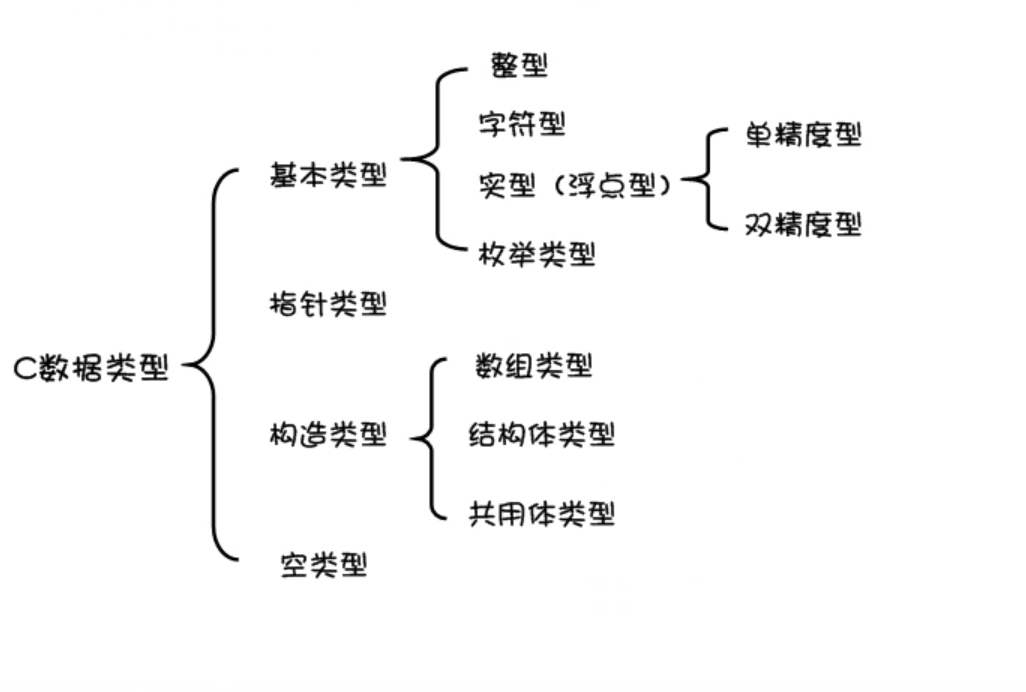 整型
字符型
单精度型
基本类型
实型（浮点型）
双精度型
枚举类型
指针类型
C数据类型
数组类型
构造类型
结构体类型
共用体类型
空类型